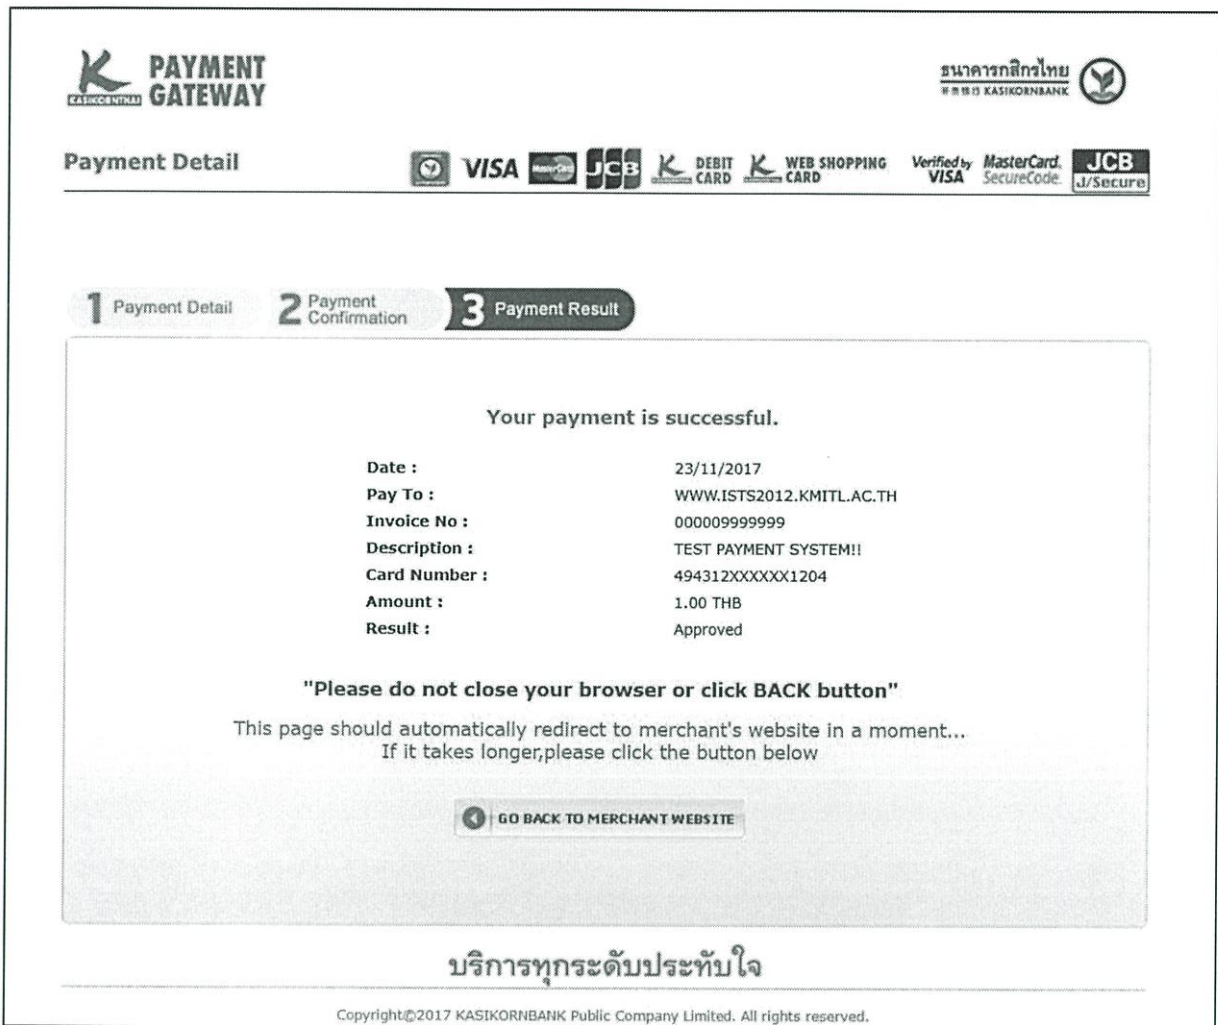 K PAYMENT GATEWAY
KASIKORNTHAI
ธนาคารกสิกรไทย
KASIKORNBANK
Payment Detail
VISA MasterCard JCB K DEBIT CARD K WEB SHOPPING CARD Verified by VISA MasterCard. SecureCode. JCB J/Secure
1 Payment Detail 2 Payment Confirmation 3 Payment Result
Your payment is successful.
Date : 23/11/2017
Pay To : WWW.ISTS2012.KMITL.AC.TH
Invoice No : 000009999999
Description : TEST PAYMENT SYSTEM!!
Card Number : 494312XXXXXX1204
Amount : 1.00 THB
Result : Approved
"Please do not close your browser or click BACK button"
This page should automatically redirect to merchant's website in a moment...
If it takes longer,please click the button below
GO BACK TO MERCHANT WEBSITE
บริการทุกระดับประทับใจ
Copyright©2017 KASIKORNBANK Public Company Limited. All rights reserved.